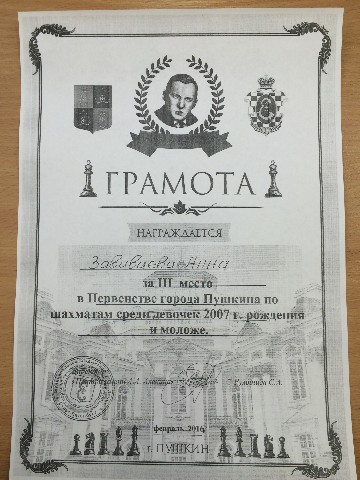 ГРАМОТА
НАГРАЖДАЕТСЯ
Анна
за III место
в Первенстве города Пушкина по
шахматам среди девочек 2007 г. рождения
и моложе.
февраль, 2016
г. ПУШКИН